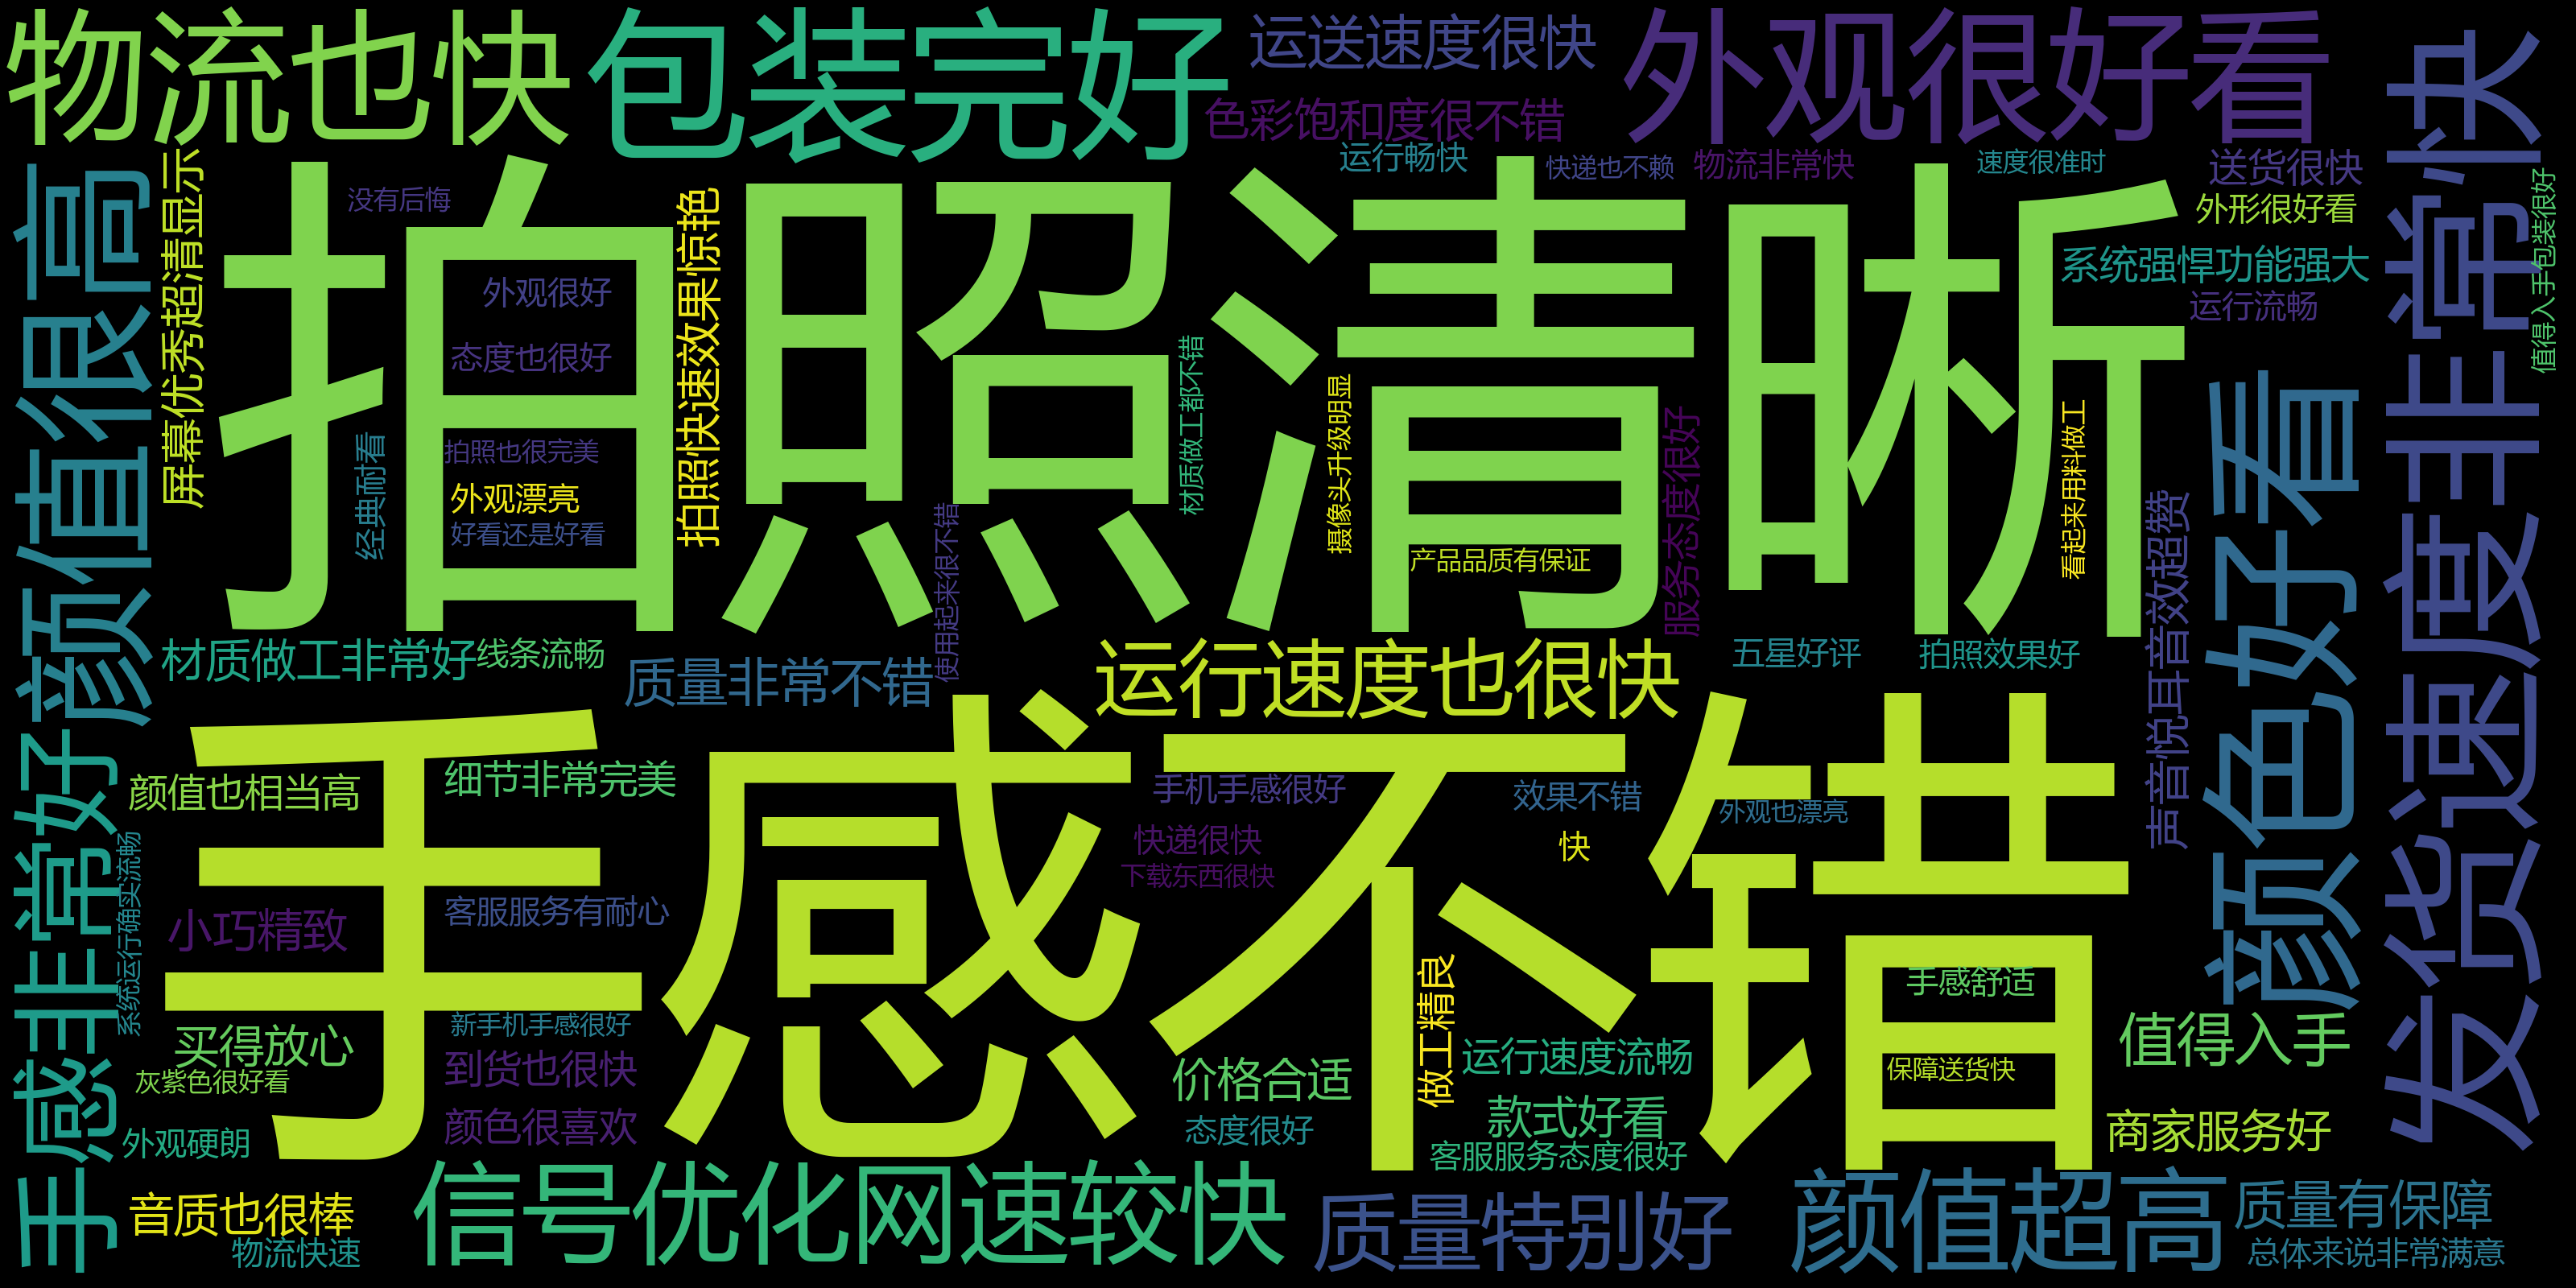 物流也快
包装完好
运送速度很快
色彩饱和度很不错
外观很好看
运行畅快
快递也不赖
物流非常快
速度很准时
送货很快
外形很好看
系统强悍功能强大
运行流畅
发货速度非常快
值得入手包装很好
颜值很高
屏幕优秀超清显示
没有后悔
拍照清晰
外观很好
态度也很好
拍照也很完美
外观漂亮
好看还是好看
经典耐看
拍照快速效果惊艳
材质做工都不错
摄像头升级明显
产品品质有保证
服务态度很好
看起来用料做工
颜色好看
声音悦耳音效超赞
使用起来很不错
材质做工非常好
线条流畅
质量非常不错
运行速度也很快
五星好评
拍照效果好
手感非常好
手感不错
颜值也相当高
细节非常完美
手机手感很好
效果不错
外观也漂亮
快递很快
快
下载东西很快
系统运行确实流畅
小巧精致
客服服务有耐心
手感舒适
买得放心
新手机手感很好
灰紫色很好看
到货也很快
价格合适
做工精良
运行速度流畅
保障送货快
值得入手
外观硬朗
颜色很喜欢
态度很好
款式好看
客服服务态度很好
商家服务好
音质也很棒
物流快速
信号优化网速较快
质量特别好
颜值超高
质量有保障
总体来说非常满意